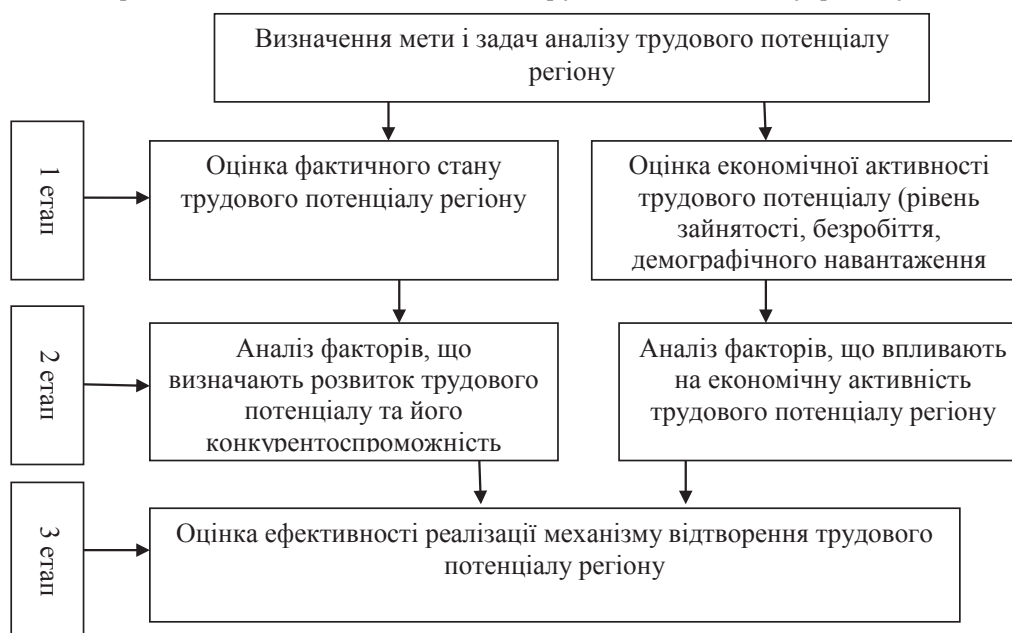 Визначення мети і задач аналізу трудового потенціалу
регіону
1 етап
Оцінка фактичного стану
трудового потенціалу регіону
Оцінка економічної активності
трудового потенціалу (рівень
зайнятості, безробіття,
демографічного навантаження
2 етап
Аналіз факторів, що
визначають розвиток трудового
потенціалу та його
конкурентоспроможність
Аналіз факторів, що впливають
на економічну активність
трудового потенціалу регіону
3 етап
Оцінка ефективності реалізації механізму відтворення трудового
потенціалу регіону